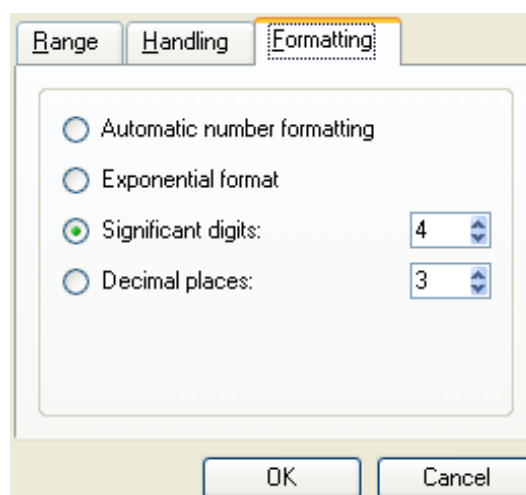 Range Handling Formatting
Automatic number formatting
Exponential format
Significant digits: 4
Decimal places: 3
OK Cancel